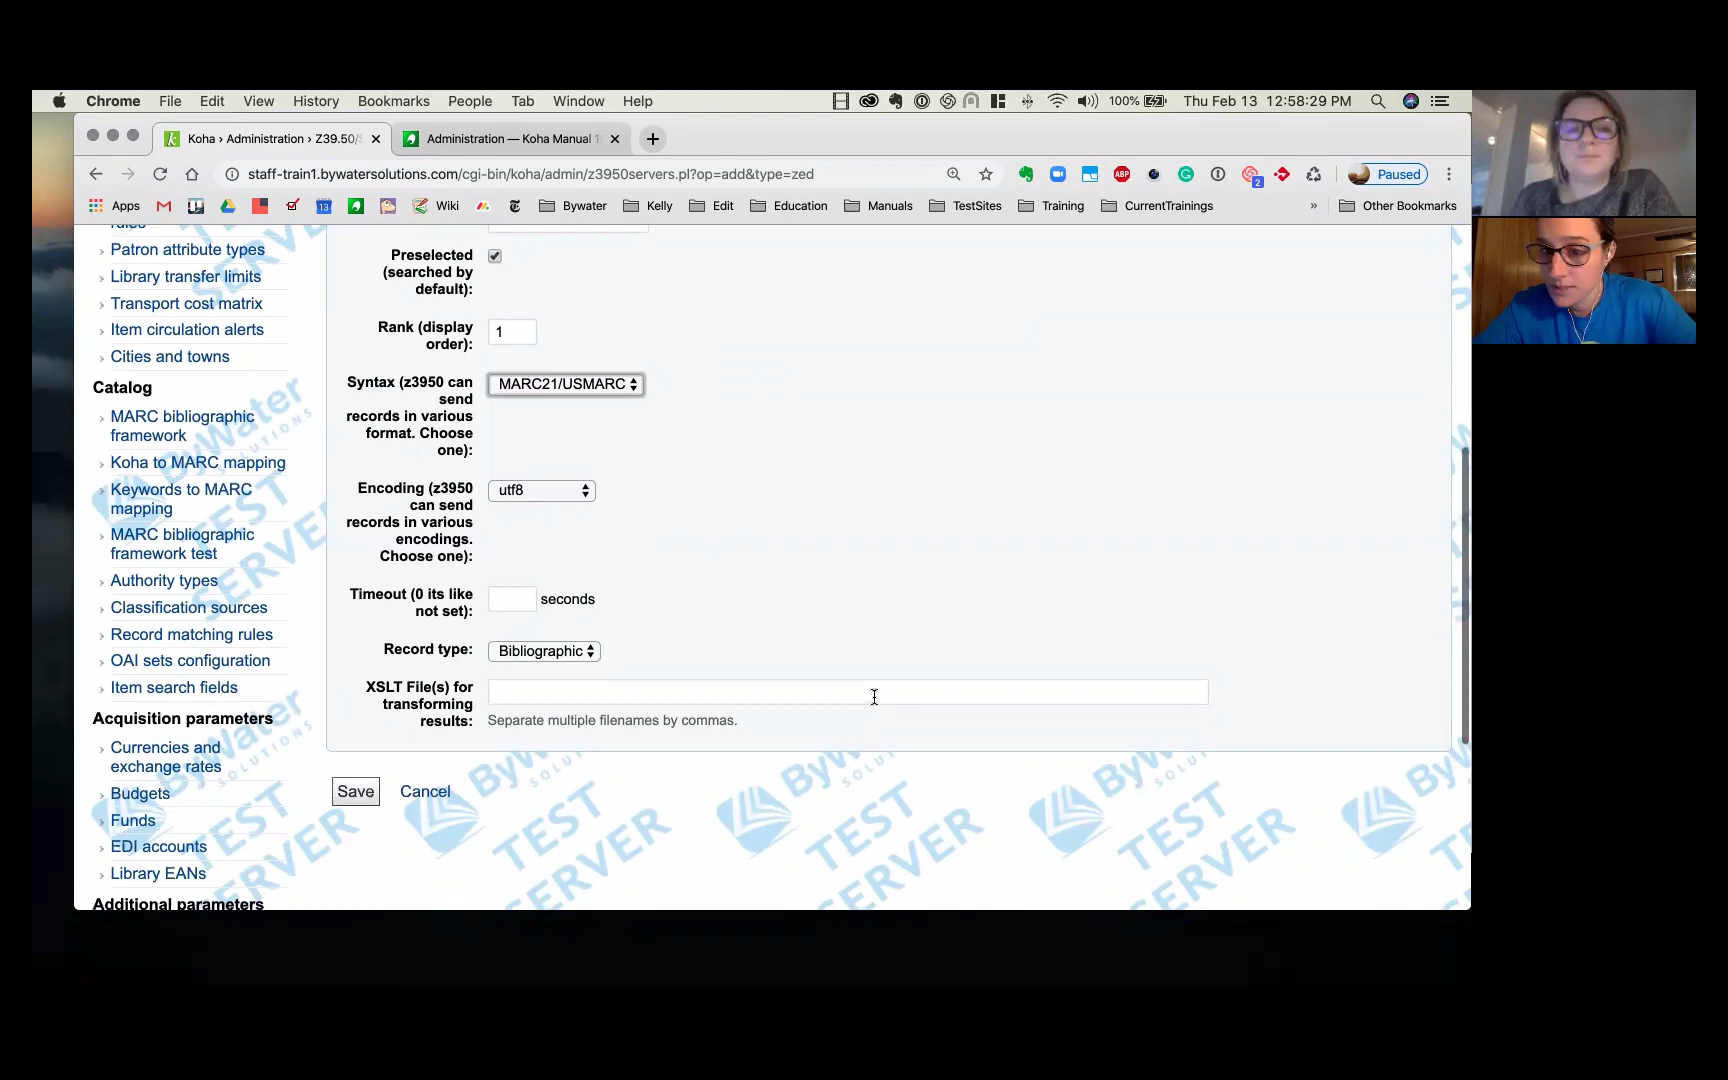 Chrome File Edit View History Bookmarks People Tab Window Help 100% Thu Feb 13 12:58:29 PM
Koha › Administration › Z39.50/ Administration — Koha Manual
staff-train1.bywatersolutions.com/cgi-bin/koha/admin/z3950servers.pl?op=add&type=zed ABP 2 Paused
Apps 13 Wiki Bywater Kelly Edit Education Manuals TestSites Training CurrentTrainings » Other Bookmarks
rules
Patron attribute types
Library transfer limits
Transport cost matrix
Item circulation alerts
Cities and towns
Catalog
MARC bibliographic
framework
Koha to MARC mapping
Keywords to MARC
mapping
MARC bibliographic
framework test
Authority types
Classification sources
Record matching rules
OAI sets configuration
Item search fields
Acquisition parameters
Currencies and
exchange rates
Budgets
Funds
EDI accounts
Library EANs
Additional parameters
Preselected
(searched by
default):
Rank (display
order):
1
Syntax (z3950 can
send
records in various
format. Choose
one):
MARC21/USMARC
Encoding (z3950
can send
records in various
encodings.
Choose one):
utf8
Timeout (0 its like
not set):
seconds
Record type:
Bibliographic
XSLT File(s) for
transforming
results:
Separate multiple filenames by commas.
Save Cancel
ByWater
SOLUTIONS
TEST
SERVER